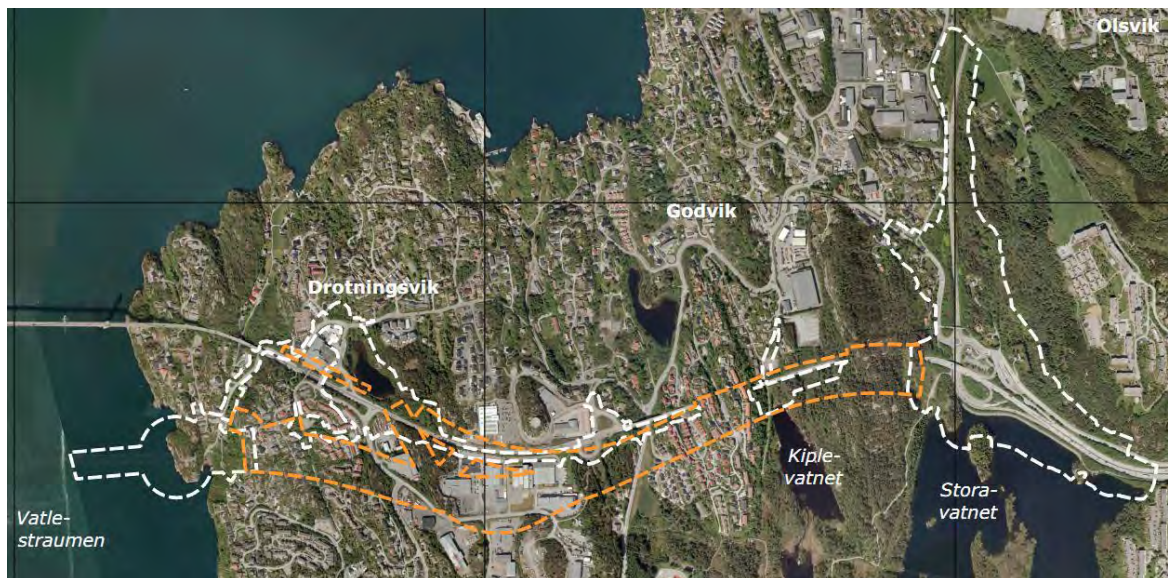 Olsvik
Godvik
Drotningsvik
Kiple-
vatnet
Stora-
vatnet
Vatle-
straumen